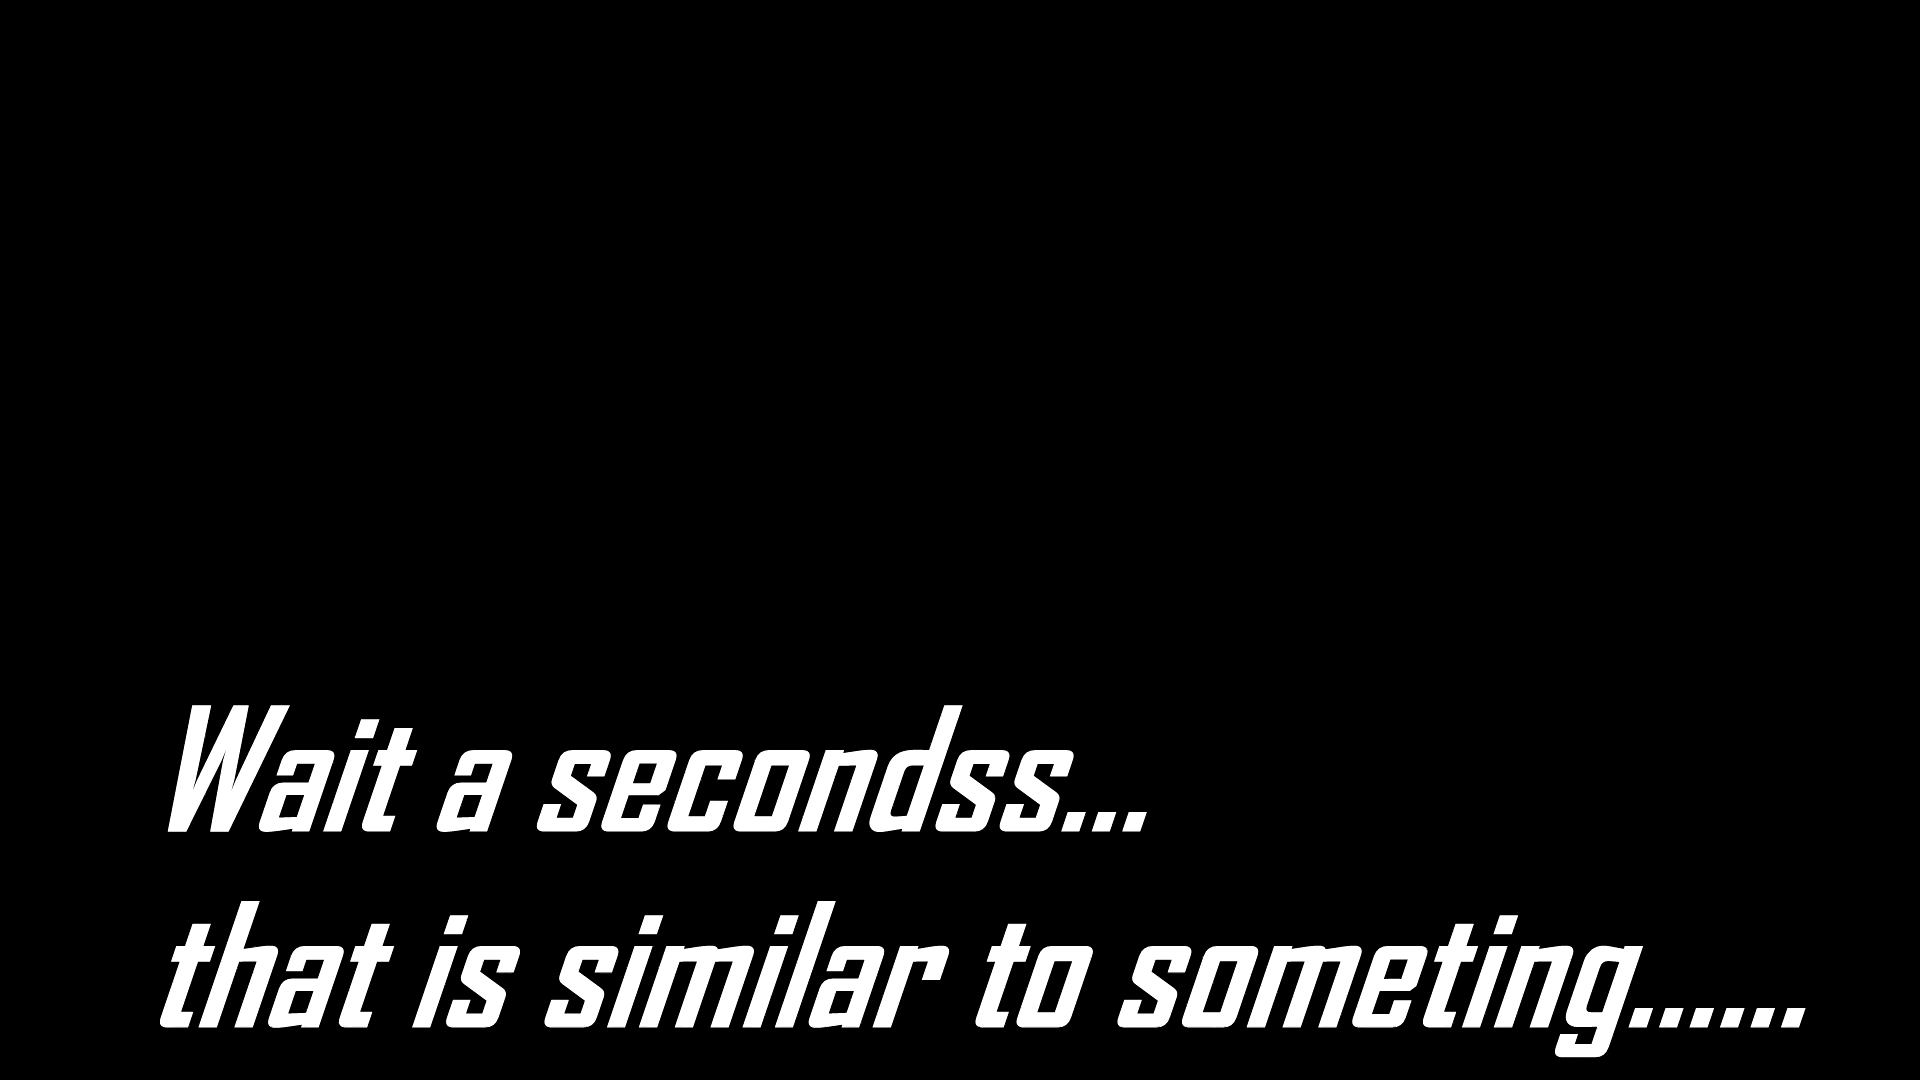 Wait a secondss...
that is similar to someting......